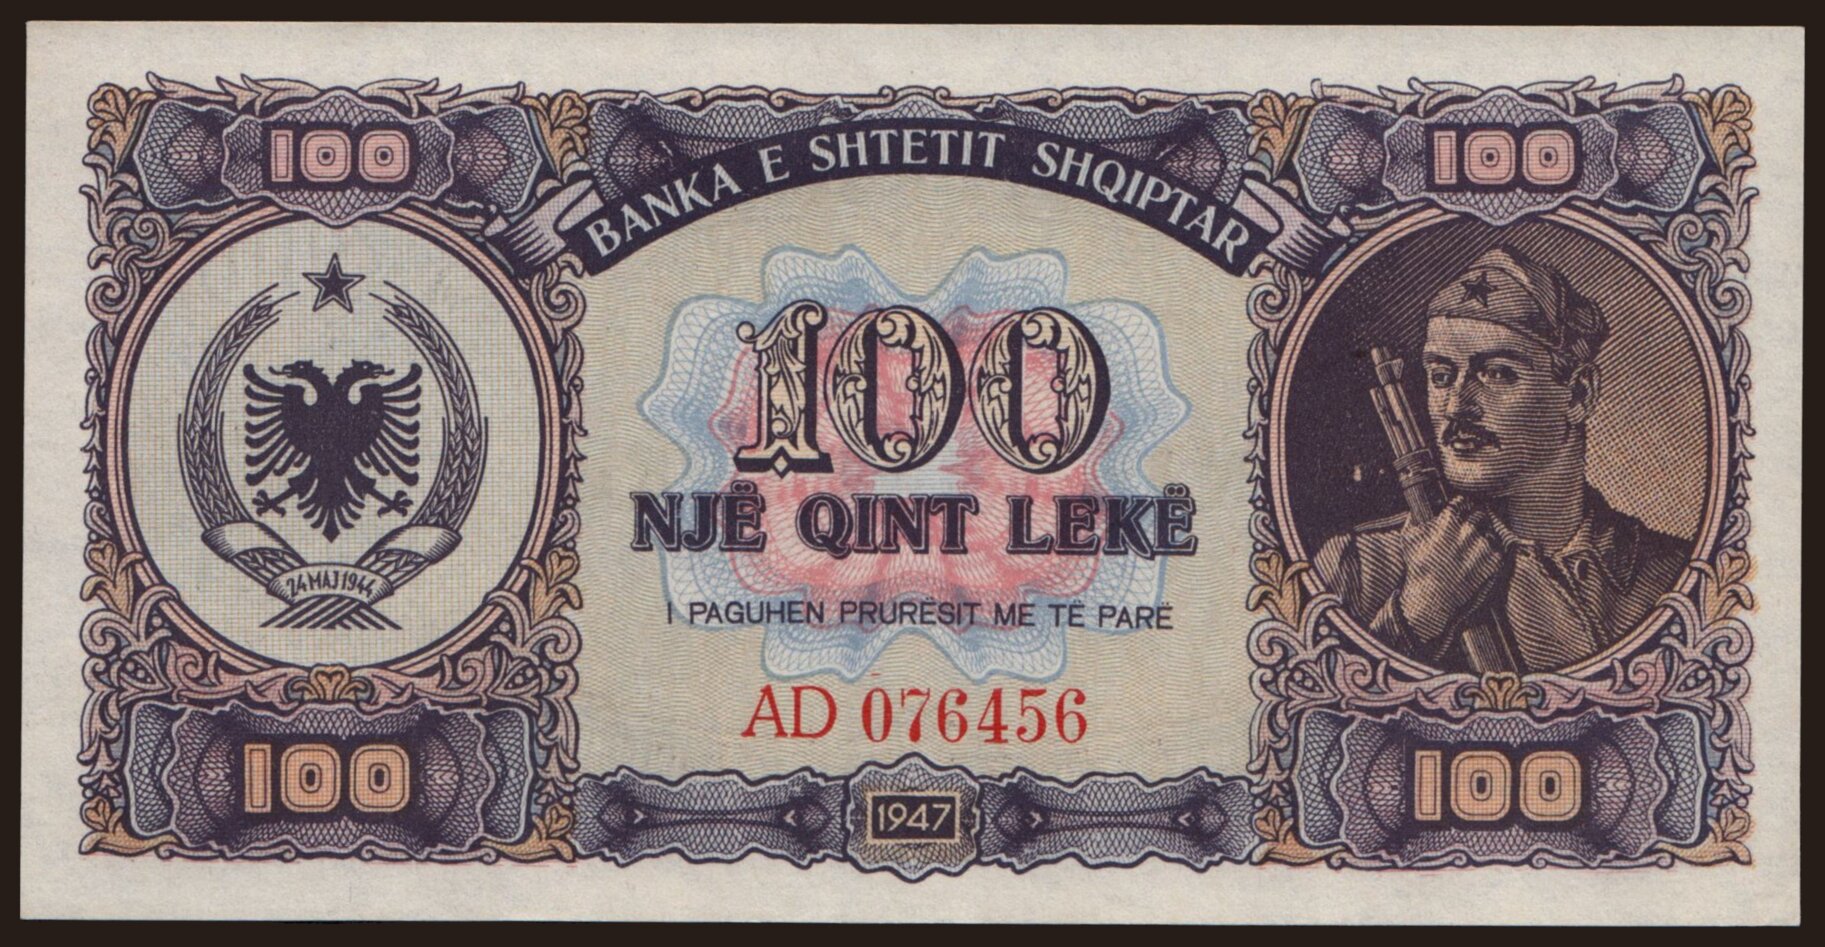 100
100
BANKA E SHTETIT SHQIPTAR
100
NJË QINT LEKË
24 MAJ 1944
I PAGUHEN PRURËSIT ME TË PARË
AD 076456
100
1947
100